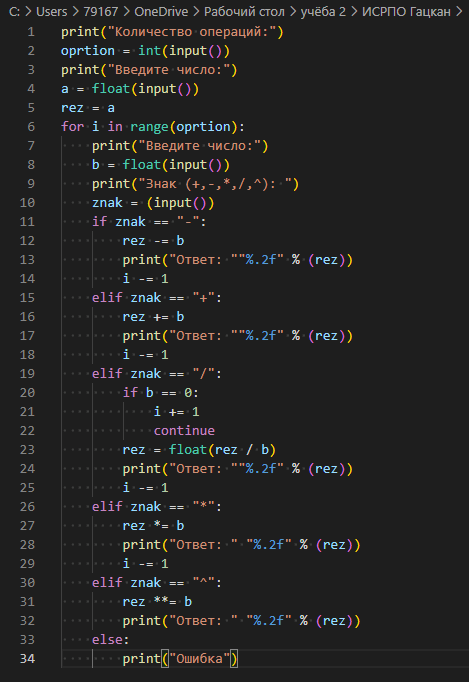 C: > Users > 79167 > OneDrive > Рабочий стол > учёба 2 > ИСРПО Гацкан >
1 print("Количество операций:")
2 oprtion = int(input())
3 print("Введите число:")
4 a = float(input())
5 rez = a
6 for i in range(oprtion):
7     print("Введите число:")
8     b = float(input())
9     print("Знак (+,-,*,/,^): ")
10     znak = (input())
11     if znak == "-":
12         rez -= b
13         print("Ответ: ""%.2f" % (rez))
14         i -= 1
15     elif znak == "+":
16         rez += b
17         print("Ответ: ""%.2f" % (rez))
18         i -= 1
19     elif znak == "/":
20         if b == 0:
21             i += 1
22             continue
23         rez = float(rez / b)
24         print("Ответ: ""%.2f" % (rez))
25         i -= 1
26     elif znak == "*":
27         rez *= b
28         print("Ответ: " "%.2f" % (rez))
29         i -= 1
30     elif znak == "^":
31         rez **= b
32         print("Ответ: " "%.2f" % (rez))
33     else:
34         print("Ошибка")